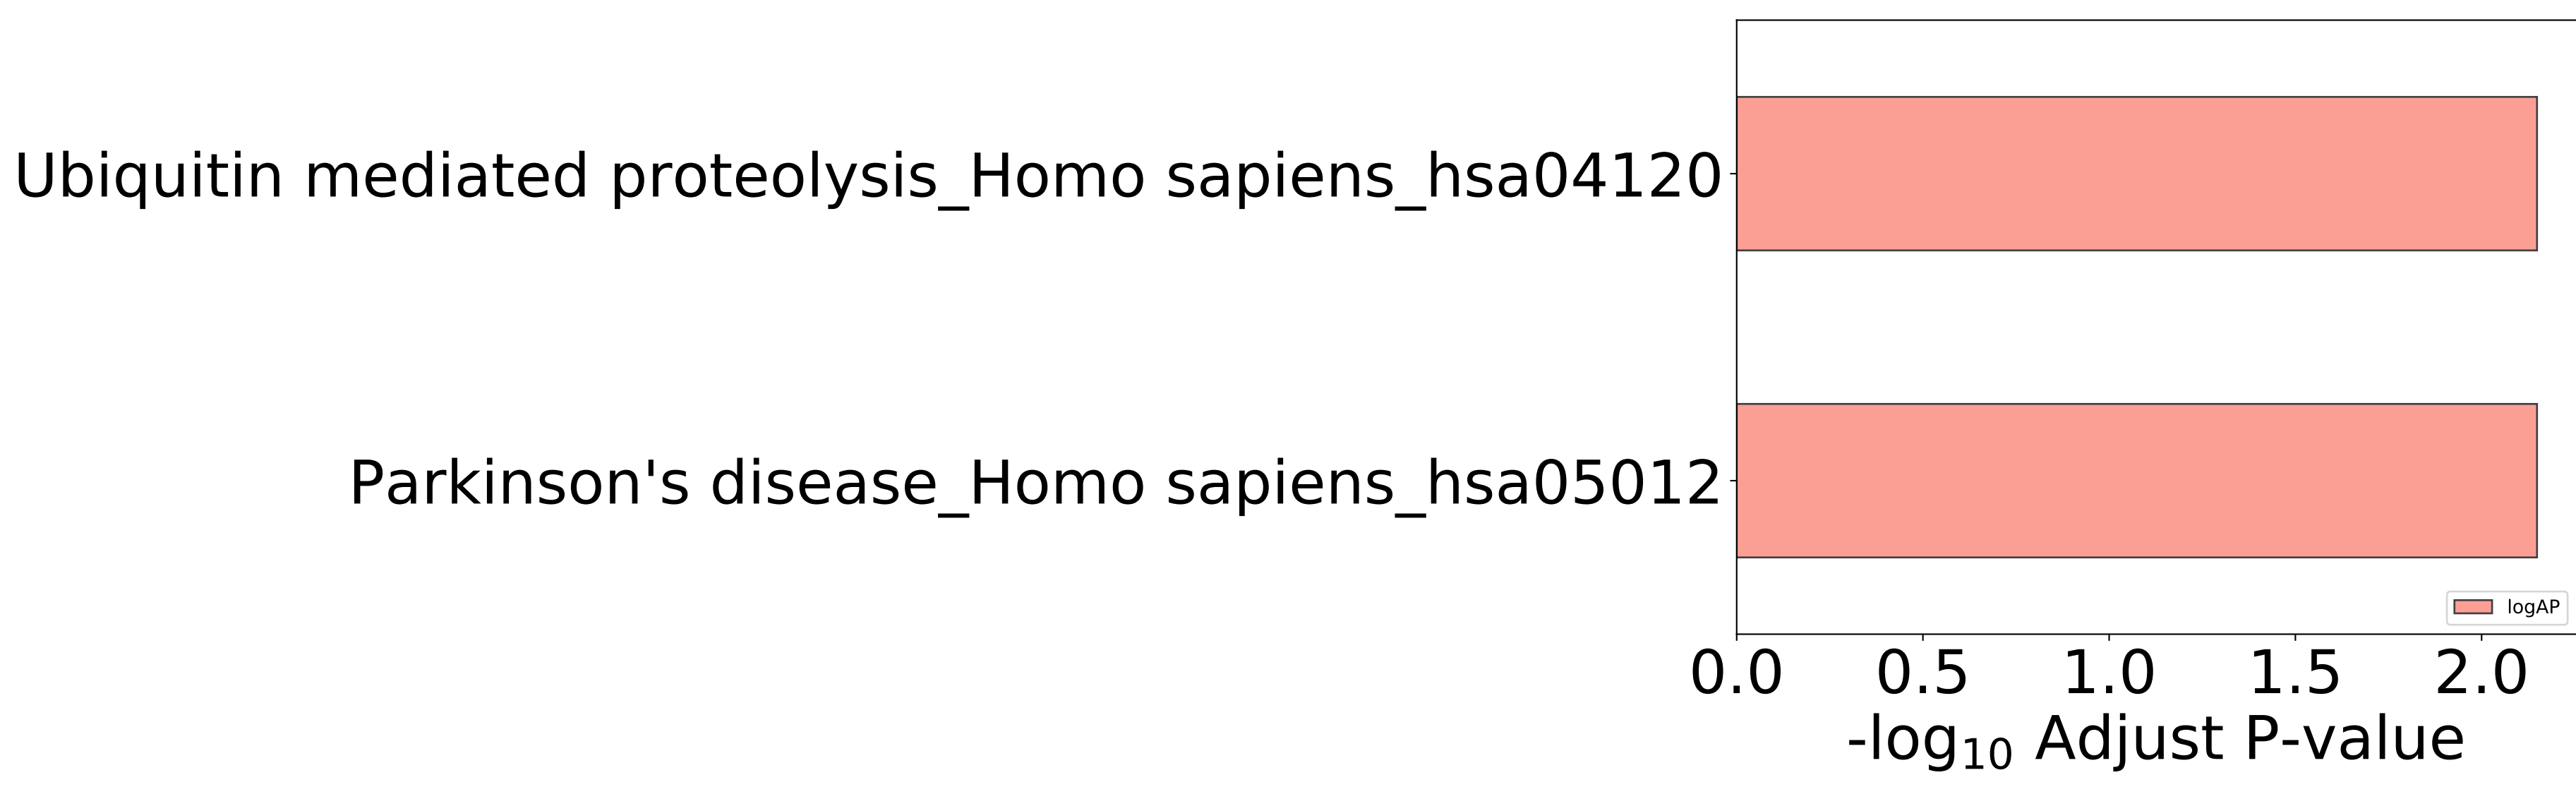 Ubiquitin mediated proteolysis_Homo sapiens_hsa04120
Parkinson's disease_Homo sapiens_hsa05012
logAP
0.0 0.5 1.0 1.5 2.0
-log₁₀ Adjust P-value